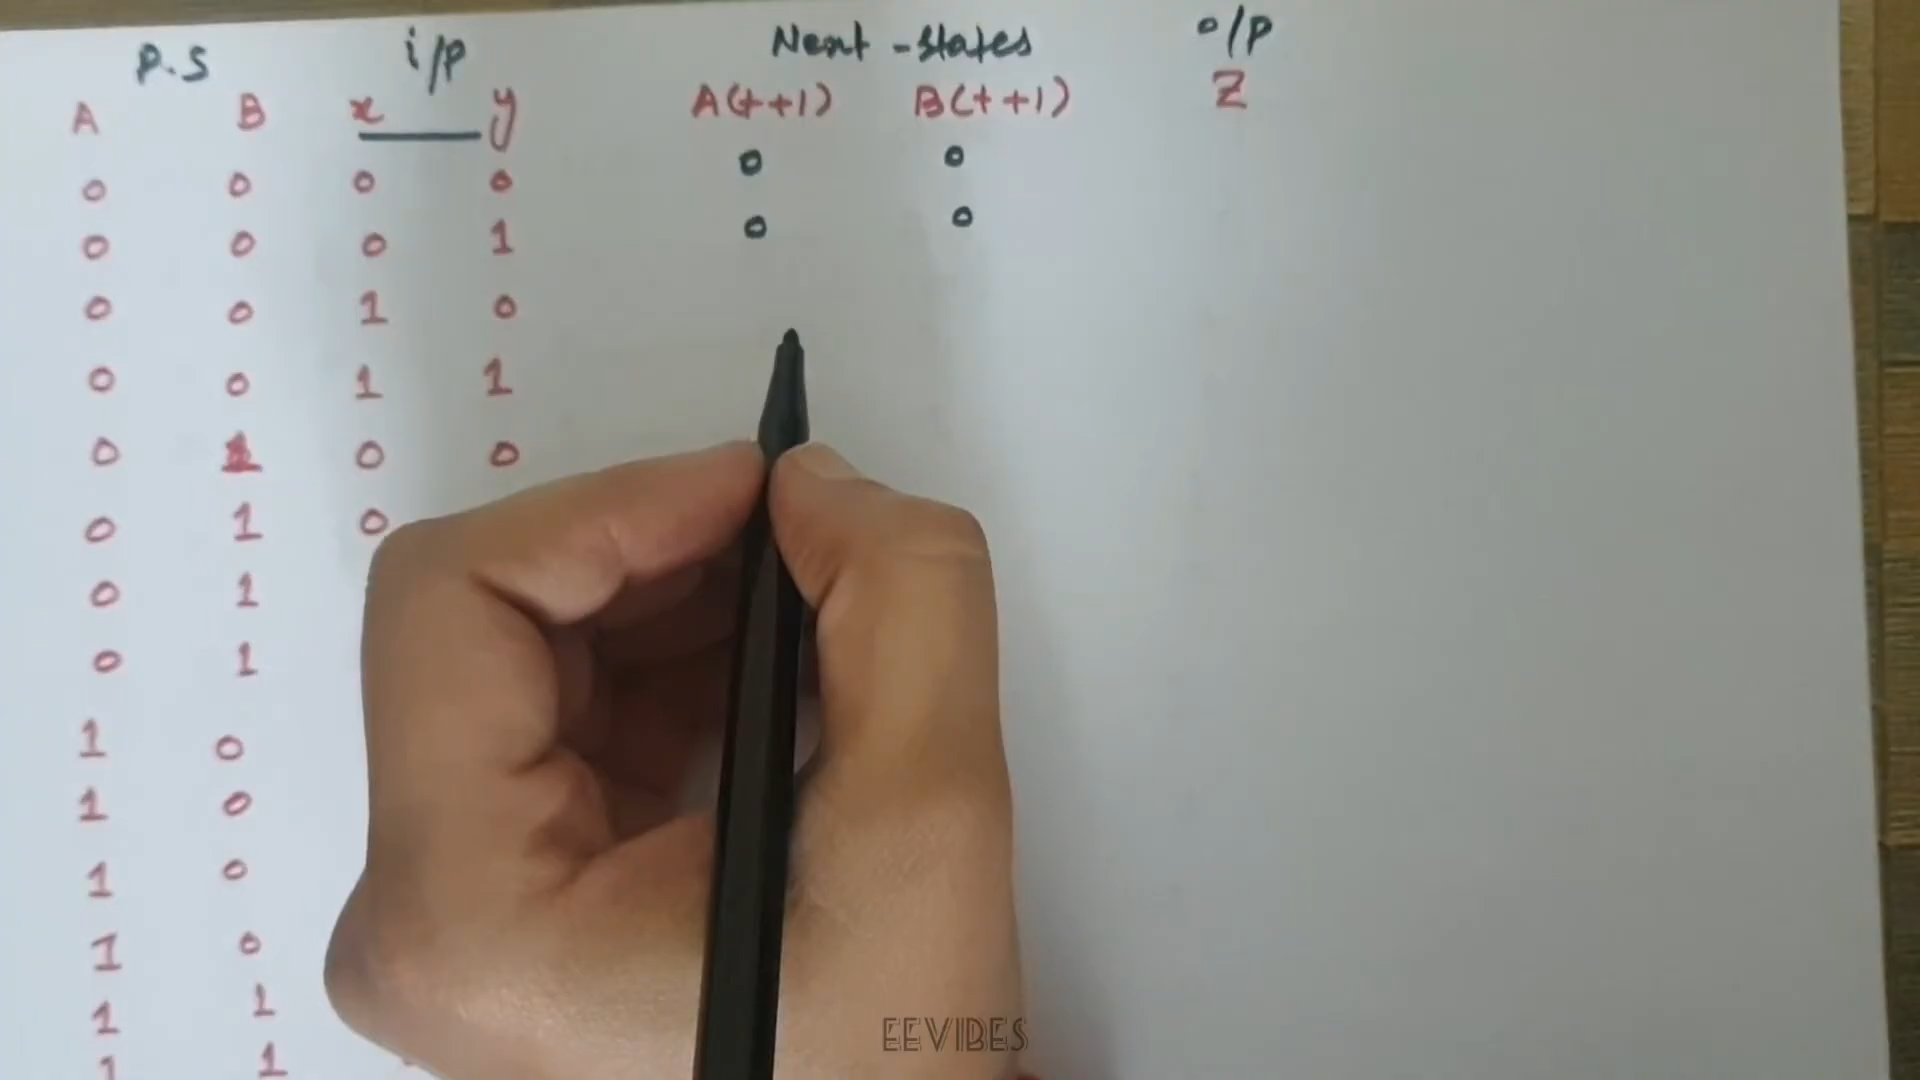 P.S i/p Next-states o/p
A B x y A(t+1) B(t+1) Z
0 0 0 0 0 0
0 0 0 1 0 0
0 0 1 0
0 0 1 1
0 1 0 0
0 1 0
0 1
0 1
1 0
1 0
1 0
1 0
1 1
1 1
EEVIBES